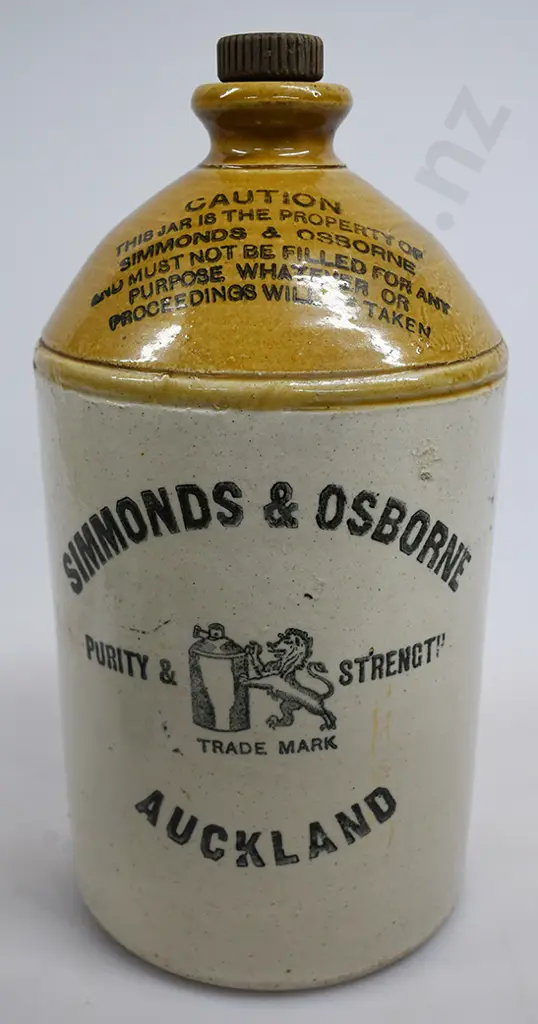 CAUTION
THIS JAR IS THE PROPERTY OF
SIMMONDS & OSBORNE
AND MUST NOT BE FILLED FOR ANY
PURPOSE WHATEVER OR
PROCEEDINGS WILL BE TAKEN
SIMMONDS & OSBORNE
PURITY & STRENGTH
TRADE MARK
AUCKLAND
.nz